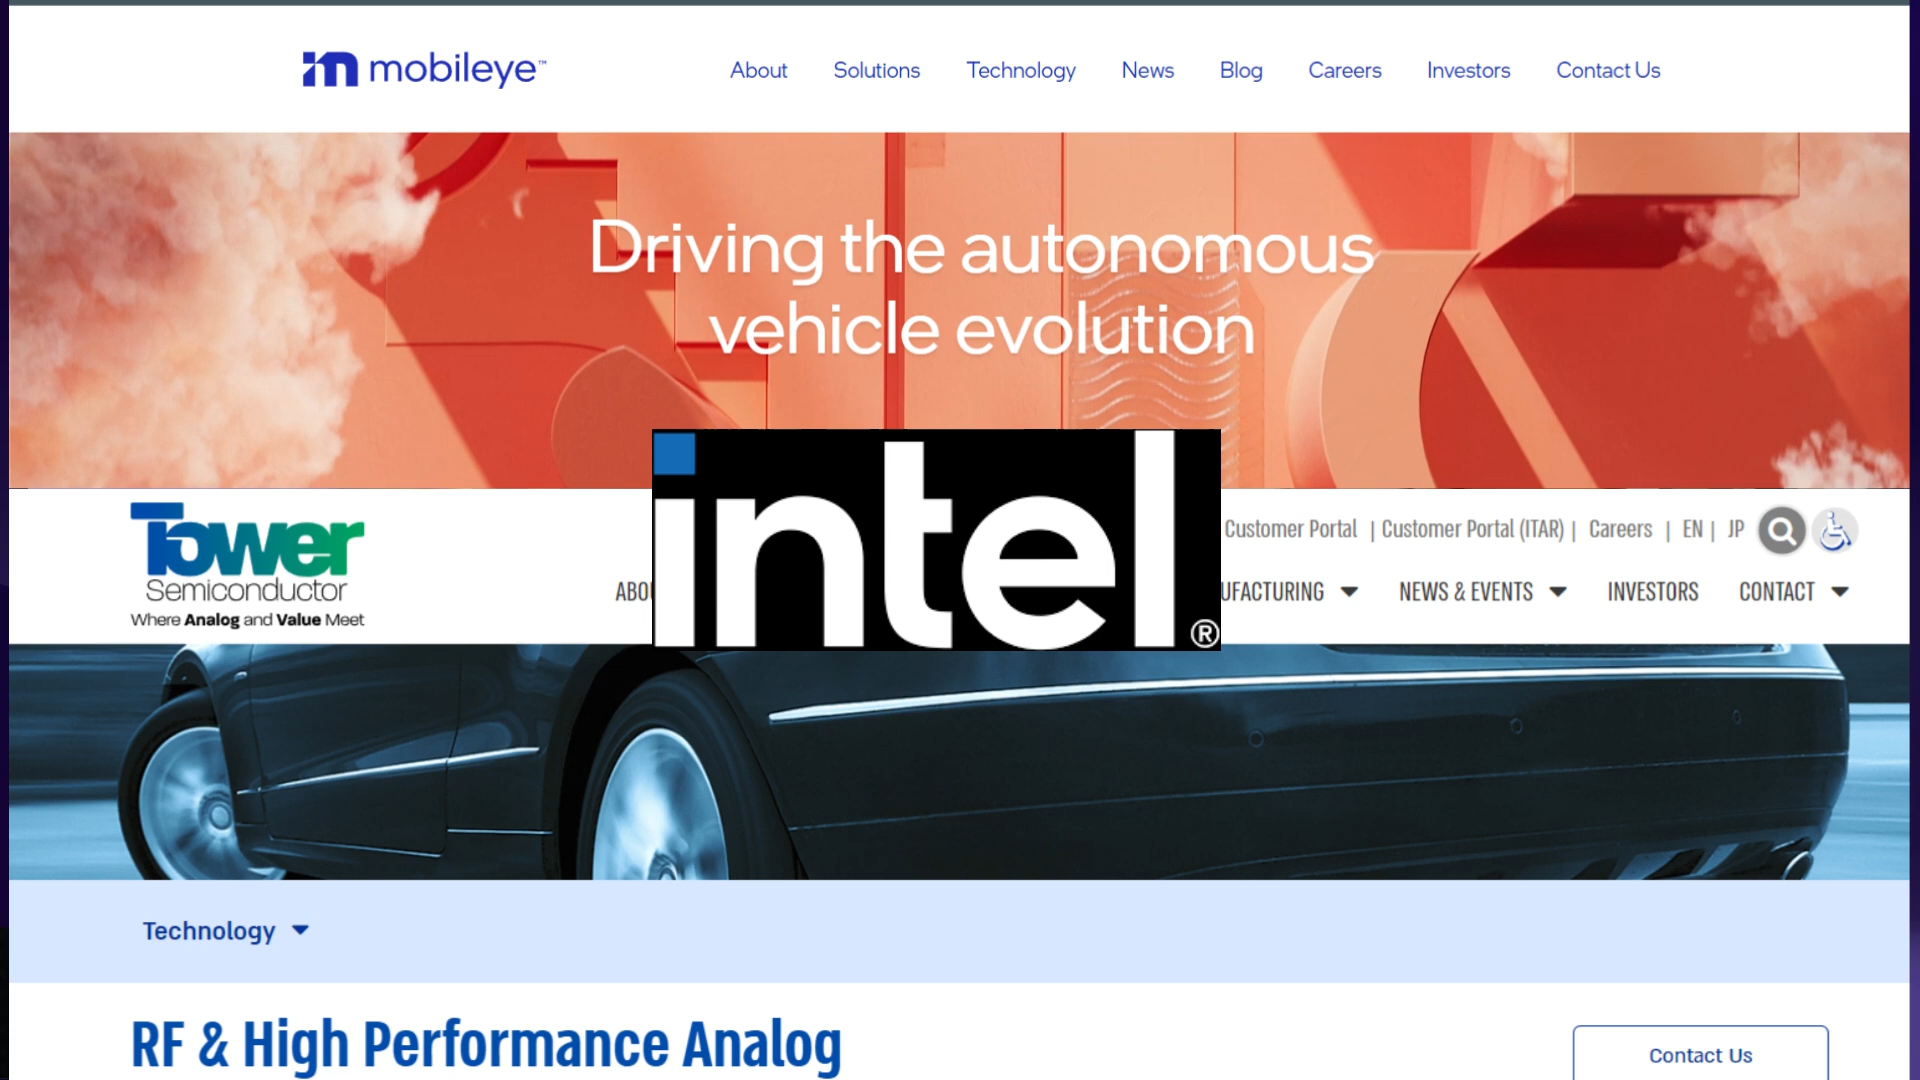 mobileye™
About Solutions Technology News Blog Careers Investors Contact Us
Driving the autonomous
vehicle evolution
intel®
Tower
Semiconductor
Where Analog and Value Meet
Customer Portal | Customer Portal (ITAR) | Careers | EN | JP
NEWS & EVENTS INVESTORS CONTACT
Technology
RF & High Performance Analog
Contact Us